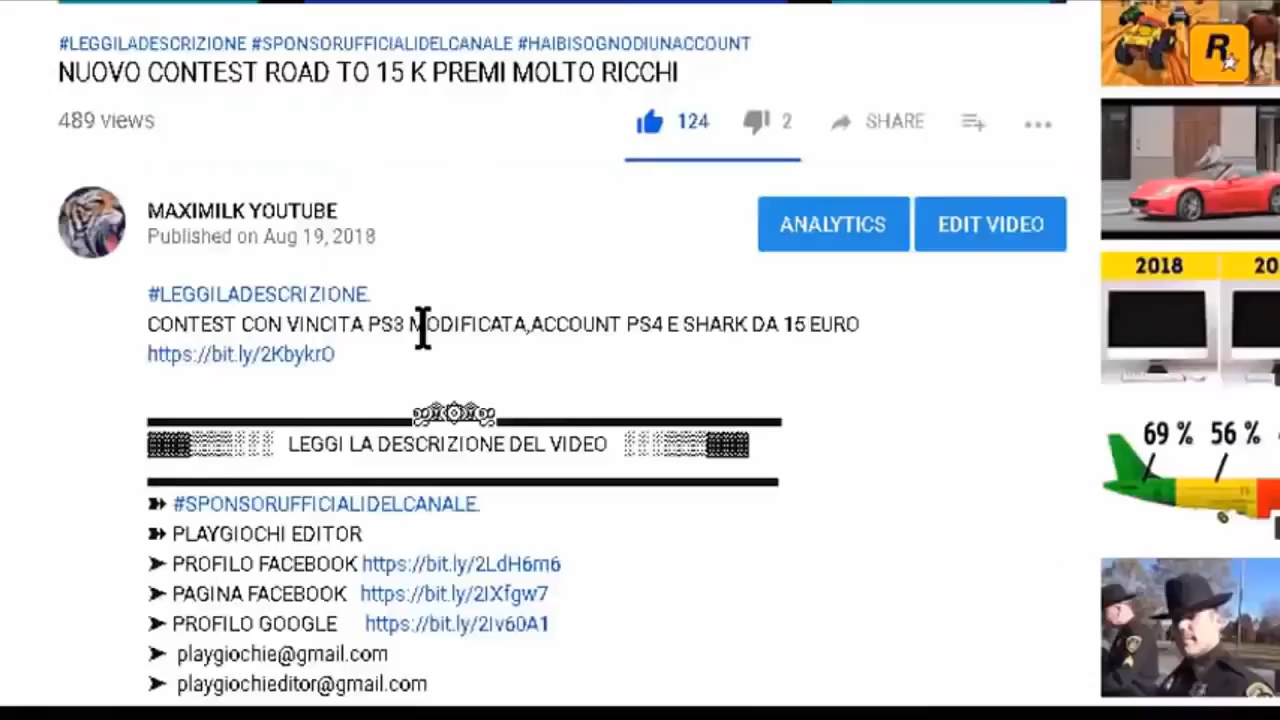 #LEGGILADESCRIZIONE #SPONSORUFFICIALIDELCANALE #HAIBISOGNODIUNACCOUNT
NUOVO CONTEST ROAD TO 15 K PREMI MOLTO RICCHI
489 views
124
2
SHARE
MAXIMILK YOUTUBE
Published on Aug 19, 2018
ANALYTICS
EDIT VIDEO
#LEGGILADESCRIZIONE.
CONTEST CON VINCITA PS3 MODIFICATA,ACCOUNT PS4 E SHARK DA 15 EURO
https://bit.ly/2KbykrO
LEGGI LA DESCRIZIONE DEL VIDEO
#SPONSORUFFICIALIDELCANALE.
PLAYGIOCHI EDITOR
PROFILO FACEBOOK https://bit.ly/2LdH6m6
PAGINA FACEBOOK https://bit.ly/2IXfgw7
PROFILO GOOGLE https://bit.ly/2Iv60A1
playgiochie@gmail.com
playgiochieditor@gmail.com
R
2018
20
69 % 56 %